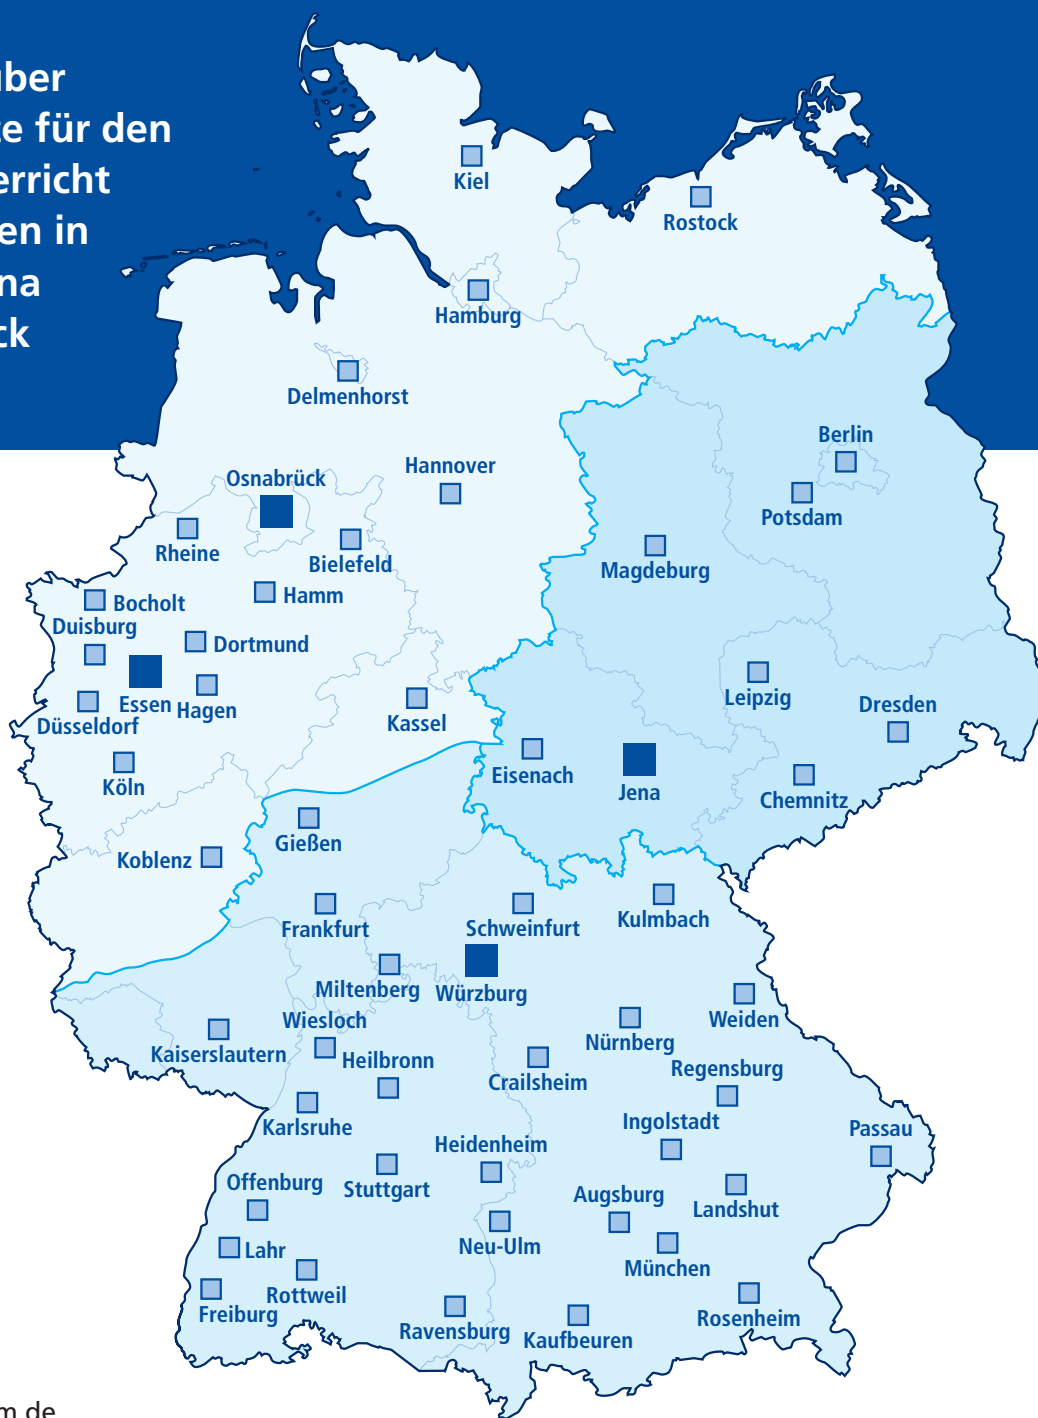 über
te für den
erricht
en in
na
ck
Kiel
Rostock
Hamburg
Delmenhorst
Berlin
Hannover
Osnabrück
Potsdam
Rheine
Bielefeld
Magdeburg
Hamm
Bocholt
Duisburg
Dortmund
Leipzig
Essen
Hagen
Dresden
Düsseldorf
Kassel
Eisenach
Köln
Jena
Chemnitz
Gießen
Koblenz
Kulmbach
Frankfurt
Schweinfurt
Miltenberg
Würzburg
Weiden
Wiesloch
Nürnberg
Kaiserslautern
Heilbronn
Regensburg
Crailsheim
Ingolstadt
Karlsruhe
Passau
Heidenheim
Offenburg
Stuttgart
Augsburg
Landshut
Lahr
Neu-Ulm
München
Rottweil
Freiburg
Rosenheim
Ravensburg
Kaufbeuren
m.de